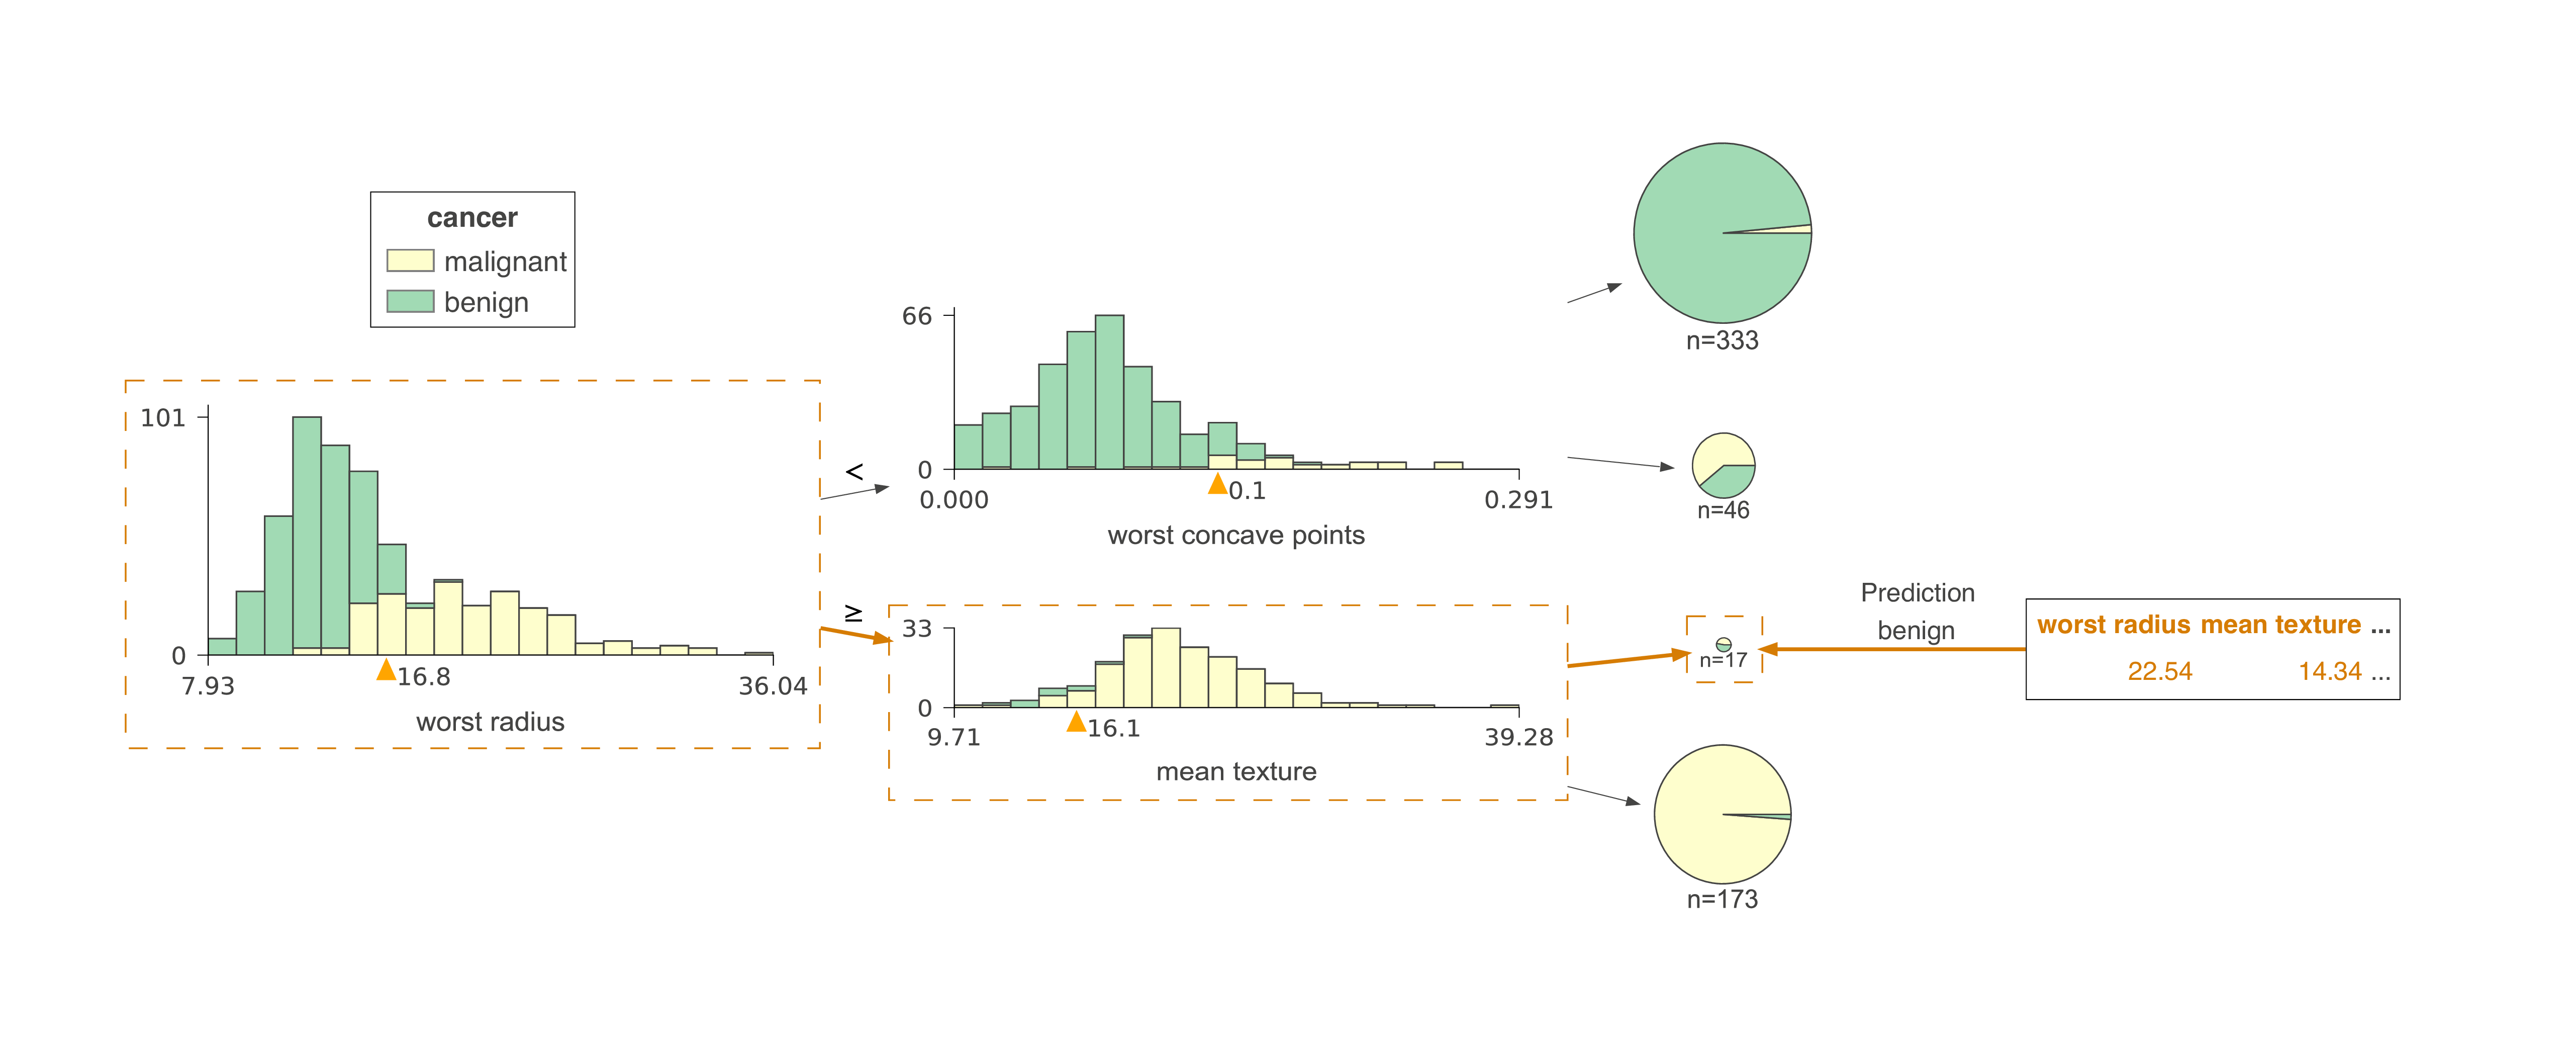 cancer
malignant
benign
101
0
7.93
16.8
36.04
worst radius
<
≥
66
0
0.000
0.1
0.291
worst concave points
33
0
9.71
16.1
39.28
mean texture
n=333
n=46
n=17
n=173
Prediction
benign
worst radius mean texture ...
22.54 14.34 ...